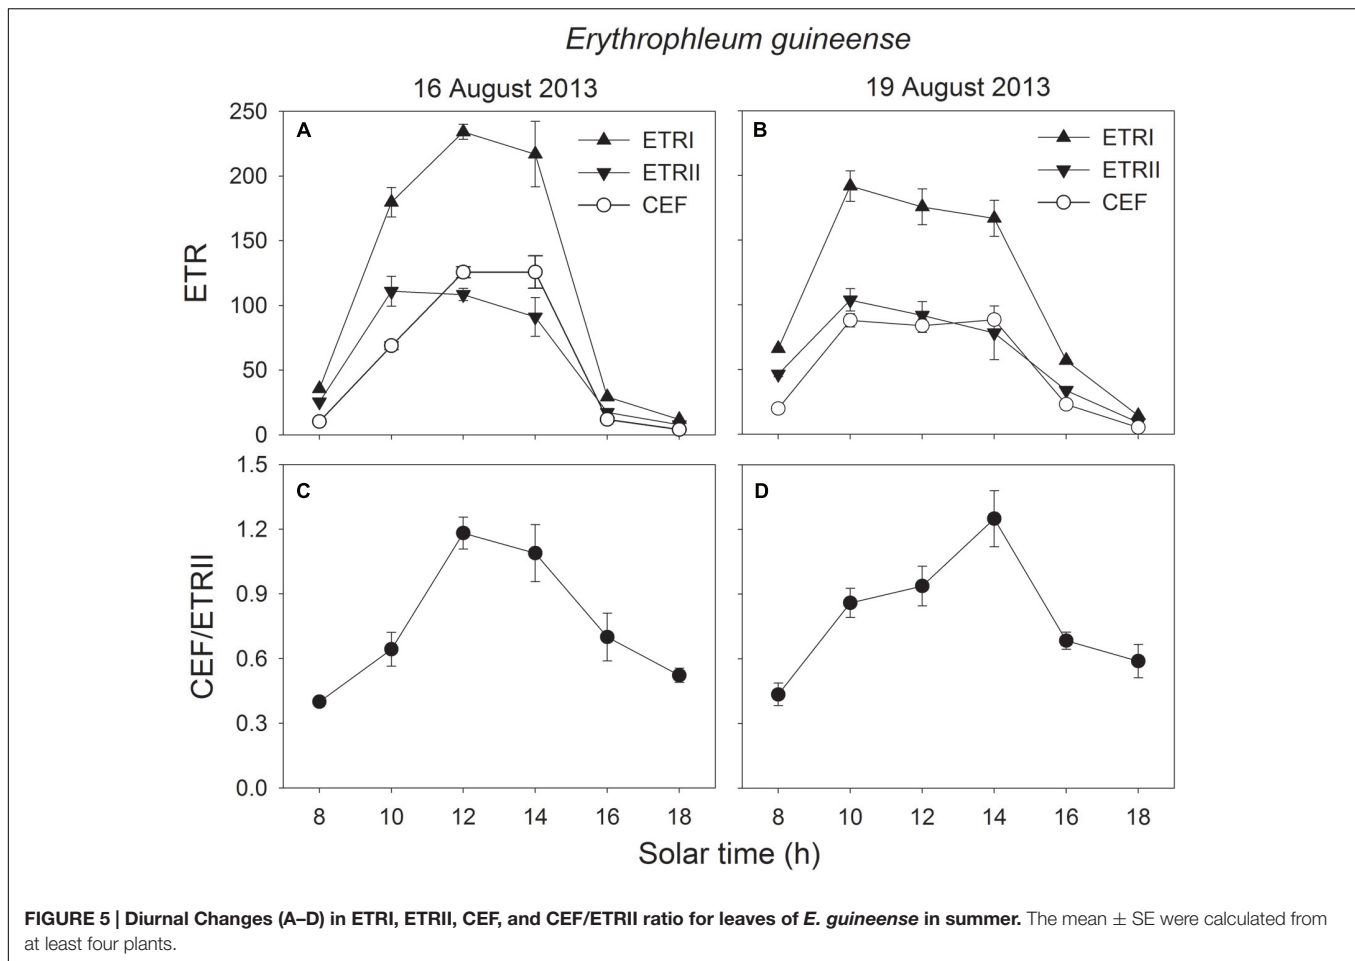 Erythrophleum guineense
16 August 2013
19 August 2013
250
200
150
100
50
0
ETR
A
ETRI
ETRII
CEF
B
ETRI
ETRII
CEF
1.5
1.2
0.9
0.6
0.3
0.0
CEF/ETRII
C
D
8 10 12 14 16 18
8 10 12 14 16 18
Solar time (h)
FIGURE 5 | Diurnal Changes (A–D) in ETRI, ETRII, CEF, and CEF/ETRII ratio for leaves of E. guineense in summer. The mean ± SE were calculated from
at least four plants.